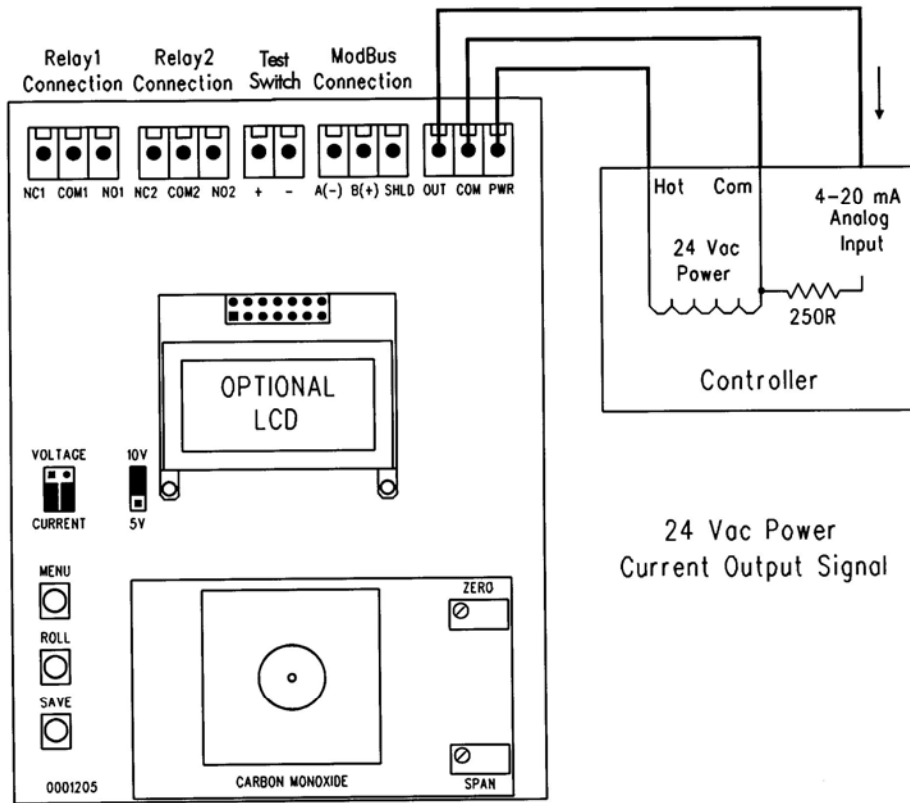 Relay1 Connection
Relay2 Connection
Test Switch
ModBus Connection
NC1 COM1 NO1
NC2 COM2 NO2
+ -
A(-) B(+) SHLD
OUT COM PWR
Hot Com
4-20 mA
Analog
Input
24 Vac
Power
250R
Controller
OPTIONAL
LCD
VOLTAGE
CURRENT
10V
5V
24 Vac Power
Current Output Signal
MENU
ROLL
SAVE
ZERO
SPAN
CARBON MONOXIDE
0001205